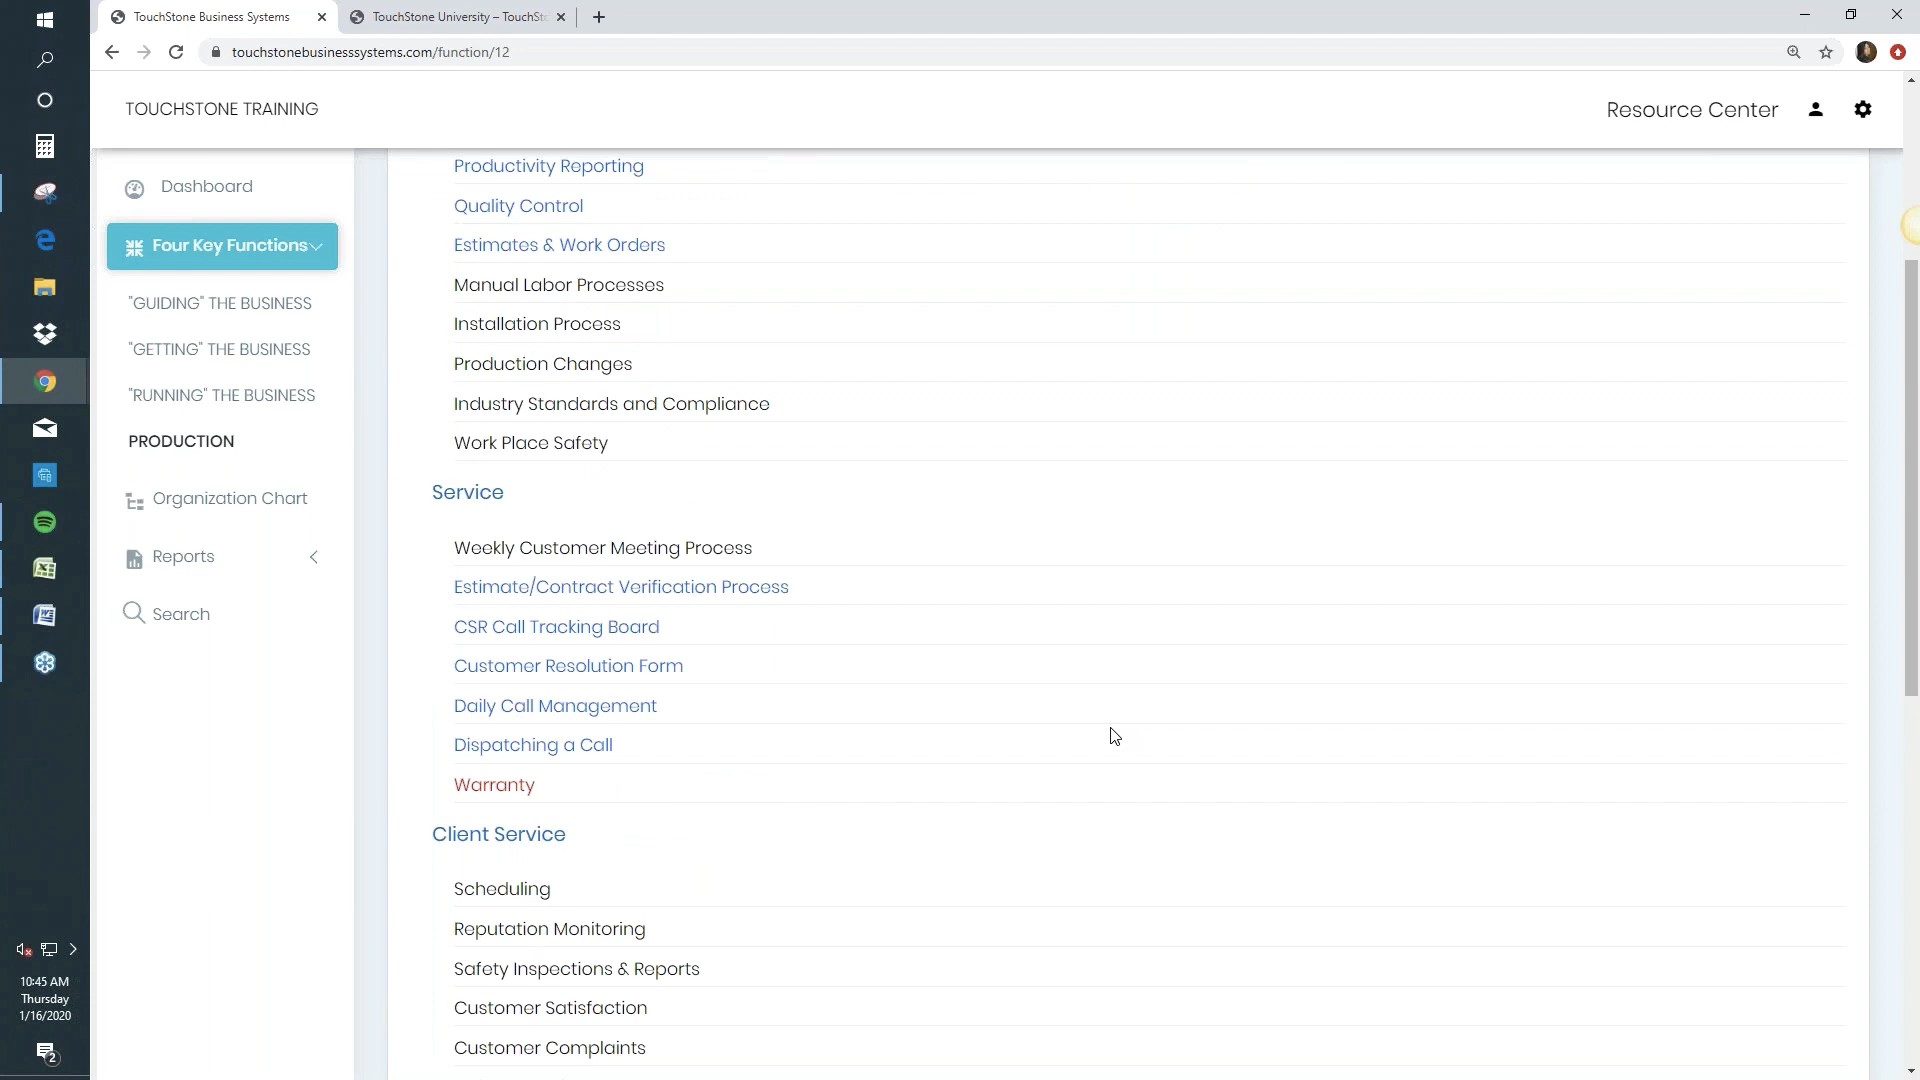 TouchStone Business Systems
TouchStone University – TouchSto
touchstonebusinesssystems.com/function/12
TOUCHSTONE TRAINING
Resource Center
Dashboard
Four Key Functions
"GUIDING" THE BUSINESS
"GETTING" THE BUSINESS
"RUNNING" THE BUSINESS
PRODUCTION
Organization Chart
Reports
Search
Productivity Reporting
Quality Control
Estimates & Work Orders
Manual Labor Processes
Installation Process
Production Changes
Industry Standards and Compliance
Work Place Safety
Service
Weekly Customer Meeting Process
Estimate/Contract Verification Process
CSR Call Tracking Board
Customer Resolution Form
Daily Call Management
Dispatching a Call
Warranty
Client Service
Scheduling
Reputation Monitoring
Safety Inspections & Reports
Customer Satisfaction
Customer Complaints
10:45 AM
Thursday
1/16/2020
2